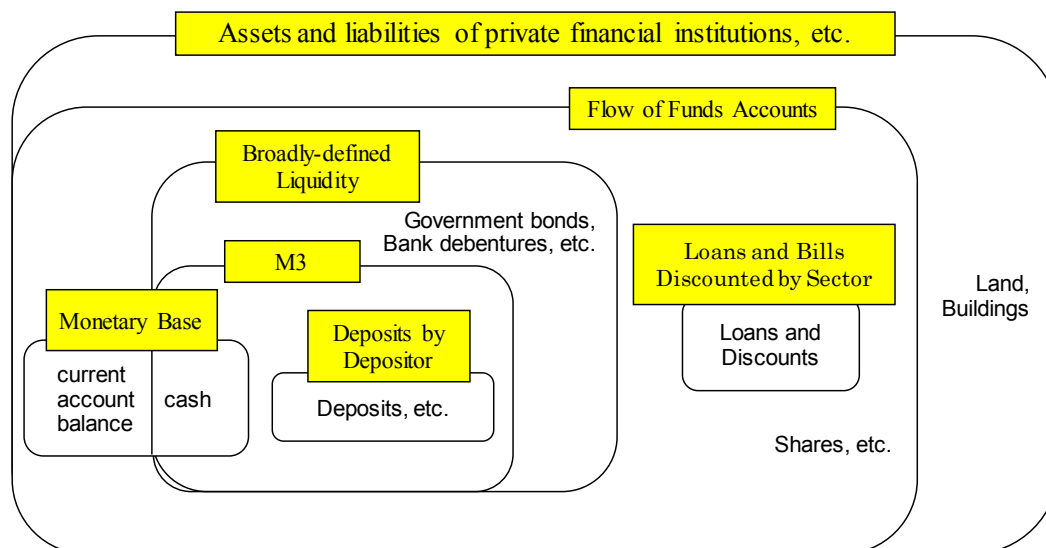 Assets and liabilities of private financial institutions, etc.
Flow of Funds Accounts
Broadly-defined
Liquidity
Government bonds,
Bank debentures, etc.
M3
Loans and Bills
Discounted by Sector
Land,
Buildings
Monetary Base
Deposits by
Depositor
Loans and
Discounts
current
account
balance
cash
Deposits, etc.
Shares, etc.